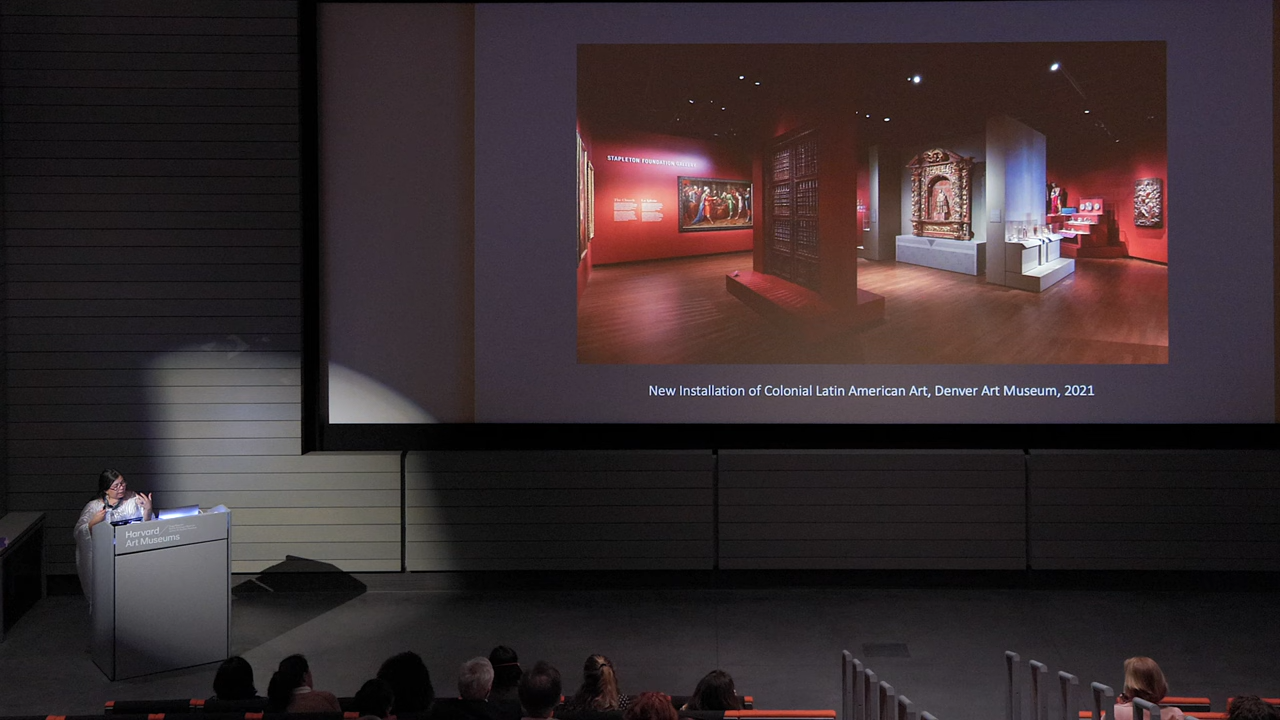 STAPLETON FOUNDATION GALLERY
New Installation of Colonial Latin American Art, Denver Art Museum, 2021
Harvard
Art Museums